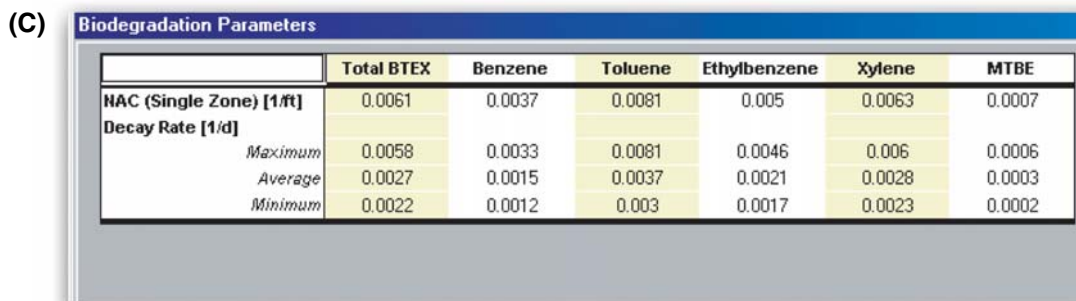 (C)
Biodegradation Parameters
Total BTEX Benzene Toluene Ethylbenzene Xylene MTBE
NAC (Single Zone) [1/ft] 0.0061 0.0037 0.0081 0.005 0.0063 0.0007
Decay Rate [1/d]
Maximum 0.0058 0.0033 0.0081 0.0046 0.006 0.0006
Average 0.0027 0.0015 0.0037 0.0021 0.0028 0.0003
Minimum 0.0022 0.0012 0.003 0.0017 0.0023 0.0002